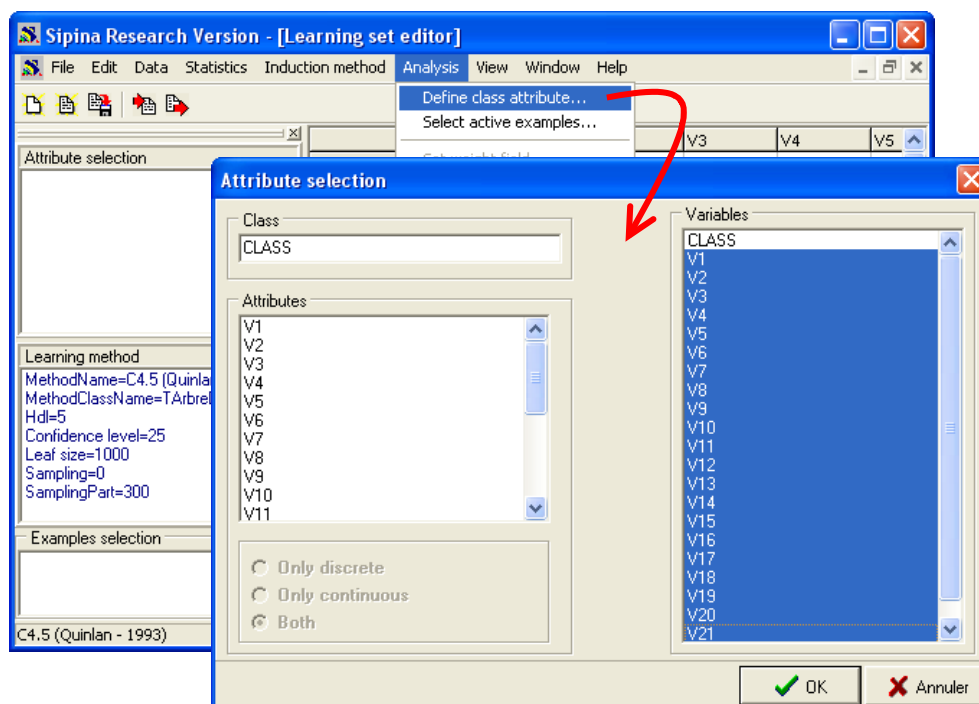 Sipina Research Version - [Learning set editor]
File Edit Data Statistics Induction method Analysis View Window Help
Define class attribute...
Select active examples...
V3 V4 V5
Attribute selection
Attribute selection
Class
CLASS
Attributes
V1
V2
V3
V4
V5
V6
V7
V8
V9
V10
V11
Only discrete
Only continuous
Both
Variables
CLASS
V1
V2
V3
V4
V5
V6
V7
V8
V9
V10
V11
V12
V13
V14
V15
V16
V17
V18
V19
V20
V21
OK Annuler
Learning method
MethodName=C4.5 (Quinla
MethodClassName=TArbre
Hdl=5
Confidence level=25
Leaf size=1000
Sampling=0
SamplingPart=300
Examples selection
C4.5 (Quinlan - 1993)